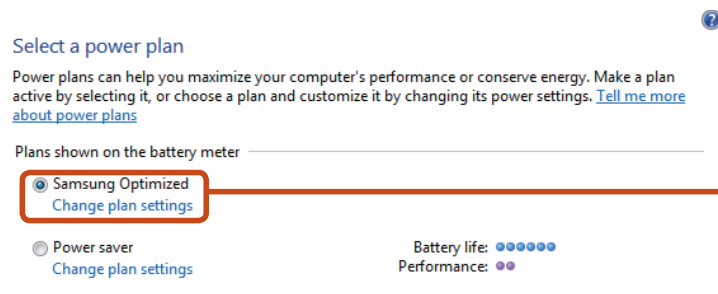 ?
Select a power plan
Power plans can help you maximize your computer's performance or conserve energy. Make a plan
active by selecting it, or choose a plan and customize it by changing its power settings. Tell me more
about power plans
Plans shown on the battery meter
Samsung Optimized
Change plan settings
Power saver Battery life:
Change plan settings Performance: